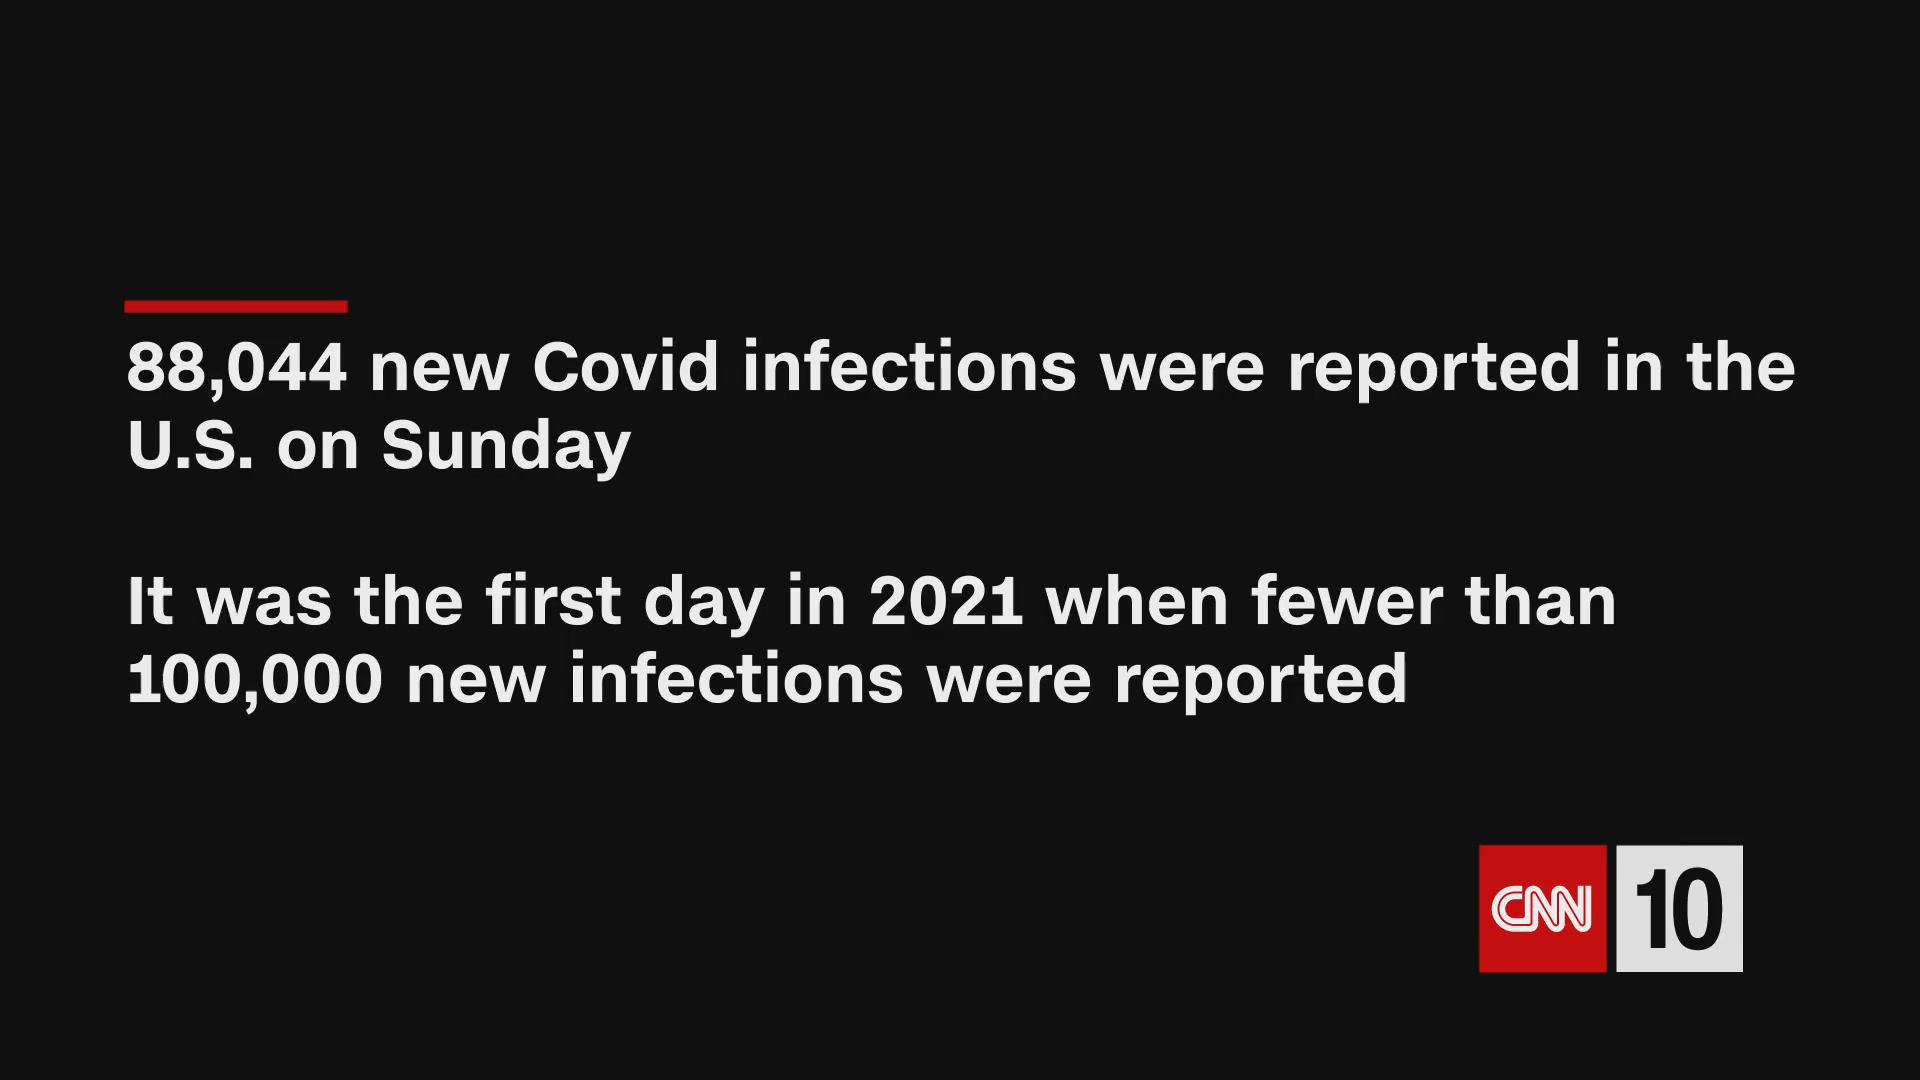 88,044 new Covid infections were reported in the
U.S. on Sunday
It was the first day in 2021 when fewer than
100,000 new infections were reported
CNN 10